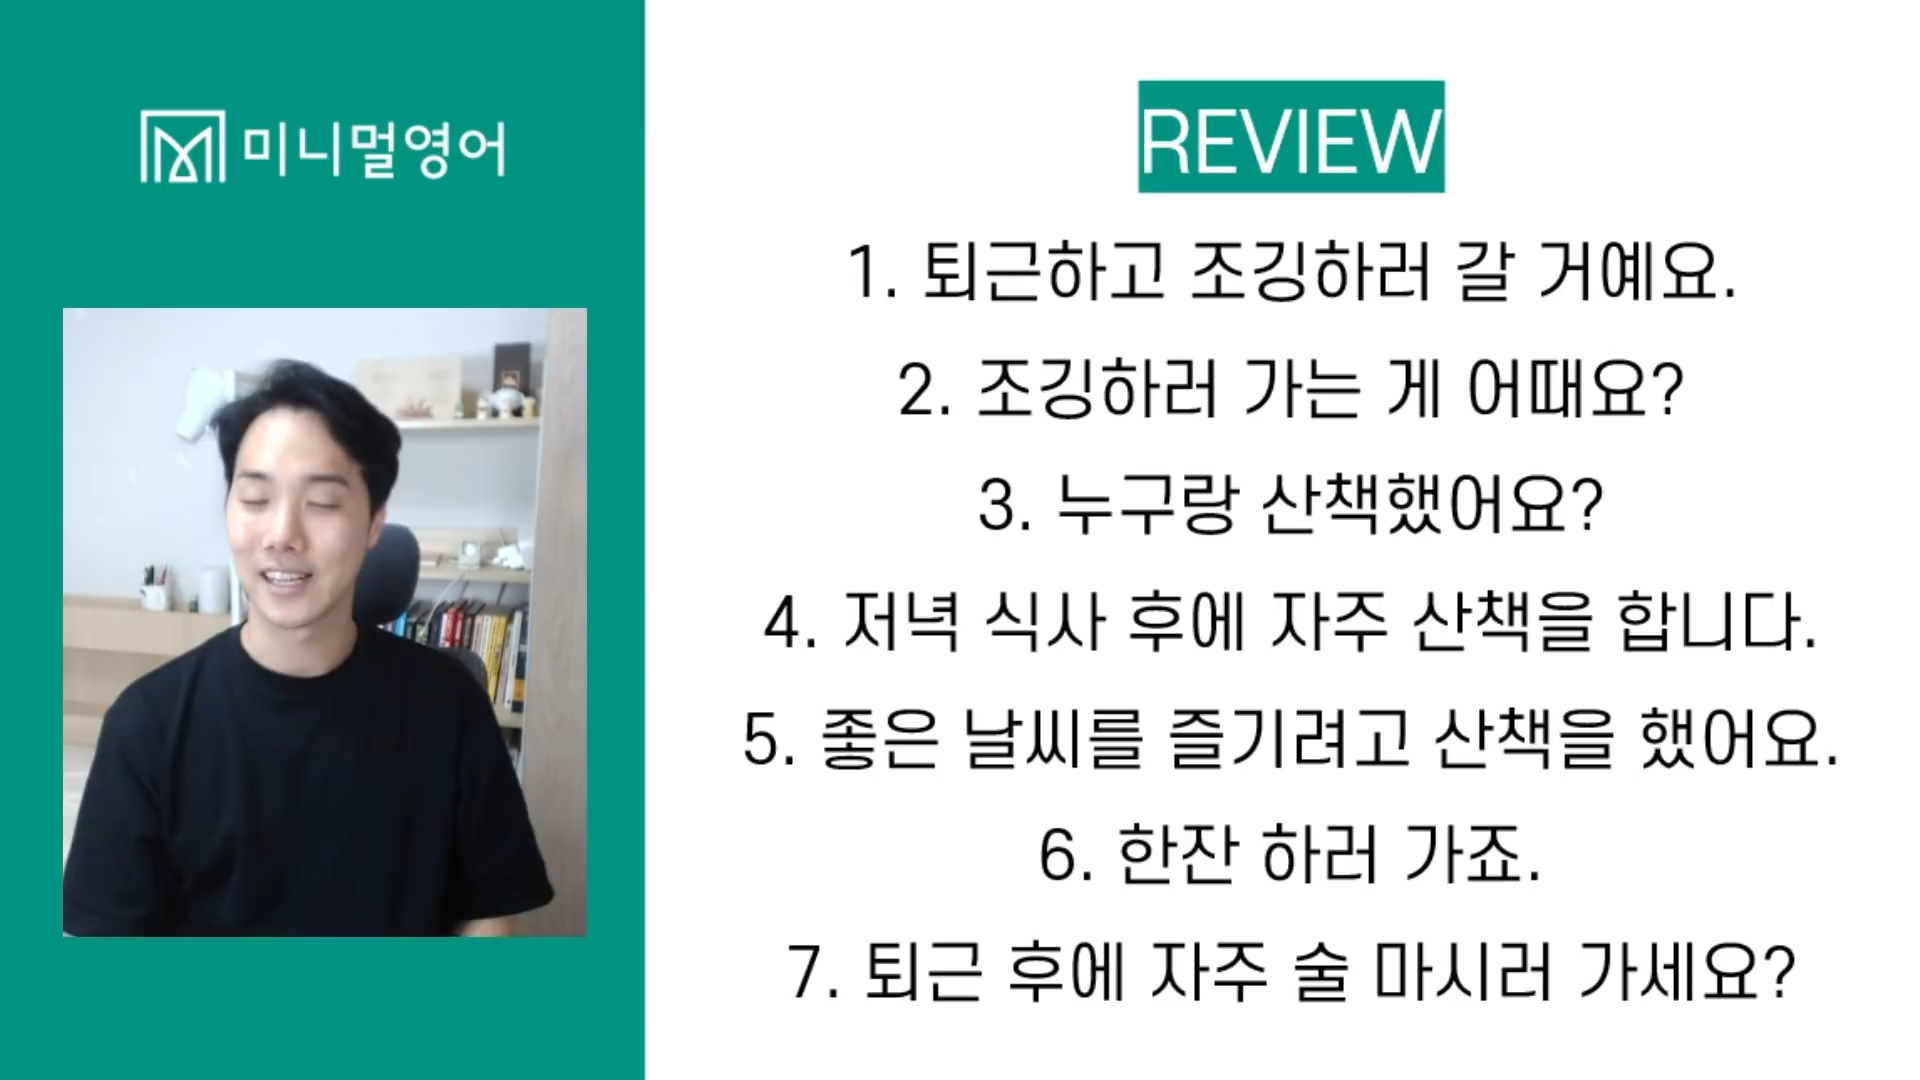 미니멀영어
REVIEW
1. 퇴근하고 조깅하러 갈 거예요.
2. 조깅하러 가는 게 어때요?
3. 누구랑 산책했어요?
4. 저녁 식사 후에 자주 산책을 합니다.
5. 좋은 날씨를 즐기려고 산책을 했어요.
6. 한잔 하러 가죠.
7. 퇴근 후에 자주 술 마시러 가세요?